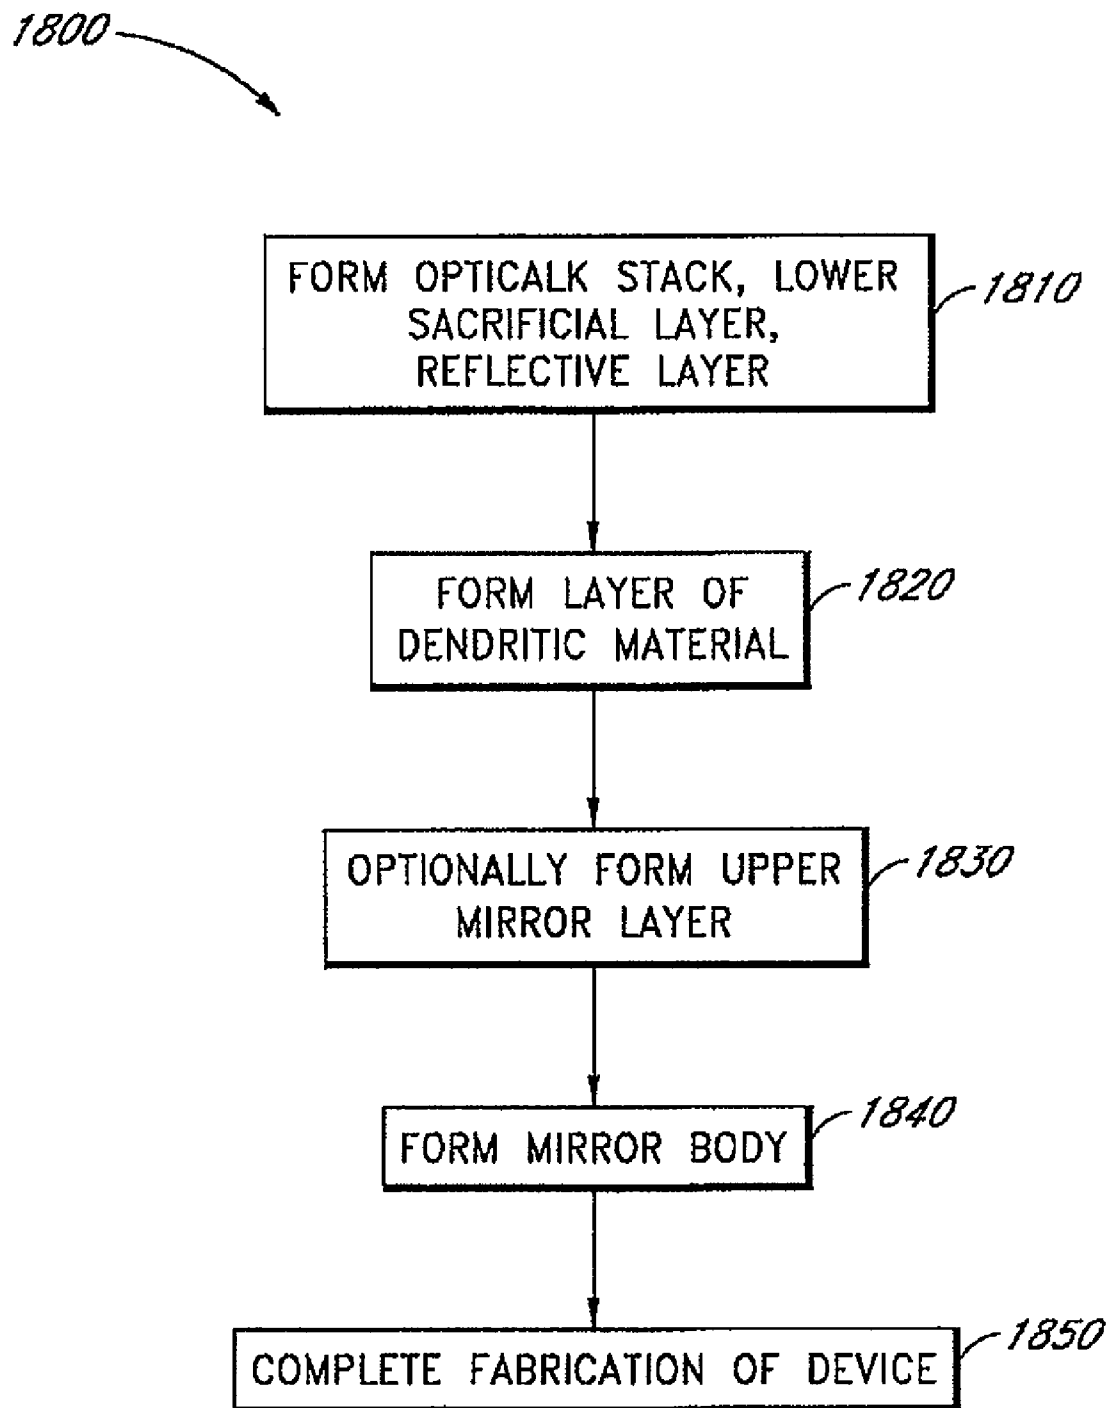 1800
FORM OPTICALK STACK, LOWER
SACRIFICIAL LAYER,
REFLECTIVE LAYER
1810
FORM LAYER OF
DENDRITIC MATERIAL
1820
OPTIONALLY FORM UPPER
MIRROR LAYER
1830
FORM MIRROR BODY
1840
COMPLETE FABRICATION OF DEVICE
1850